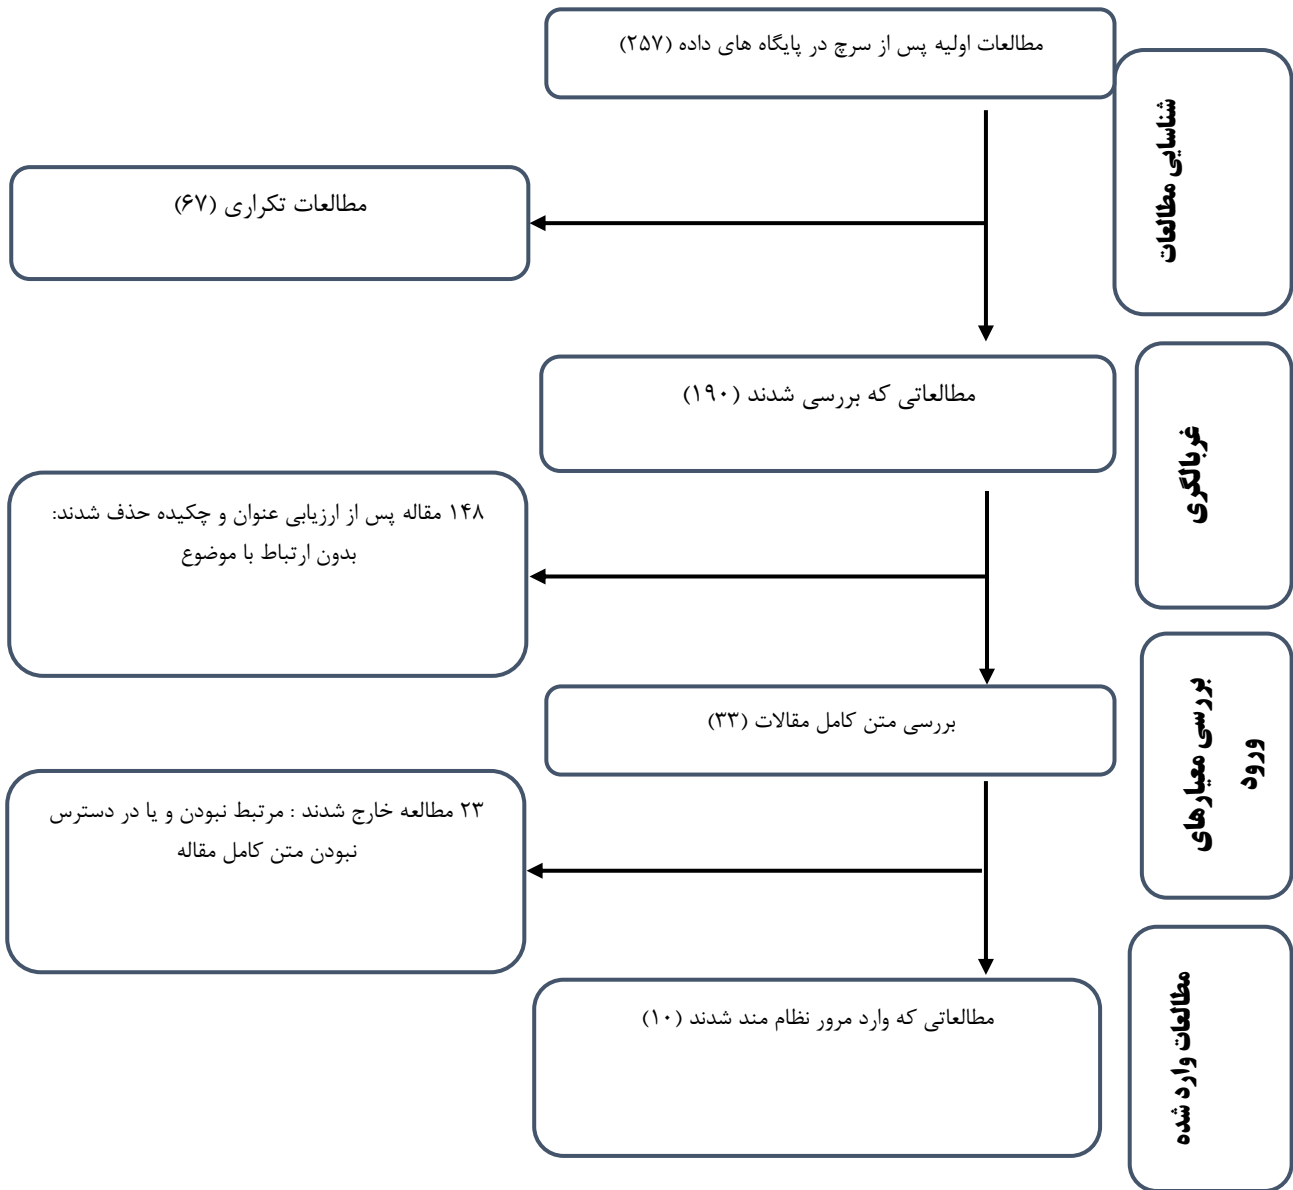 مطالعات اولیه پس از سرچ در پایگاه های داده (۲۵۷)
شناسایی مطالعات
مطالعات تکراری (۶۷)
غربالگری
مطالعاتی که بررسی شدند (۱۹۰)
۱۴۸ مقاله پس از ارزیابی عنوان و چکیده حذف شدند:
بدون ارتباط با موضوع
بررسی معیارهای
ورود
بررسی متن کامل مقالات (۳۳)
۲۳ مطالعه خارج شدند : مرتبط نبودن و یا در دسترس
نبودن متن کامل مقاله
مطالعات وارد شده
مطالعاتی که وارد مرور نظام مند شدند (۱۰)